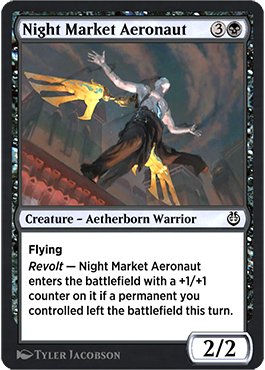 Night Market Aeronaut 3
Creature – Aetherborn Warrior
Flying
Revolt — Night Market Aeronaut
enters the battlefield with a +1/+1
counter on it if a permanent you
controlled left the battlefield this turn.
Tyler Jacobson
2/2